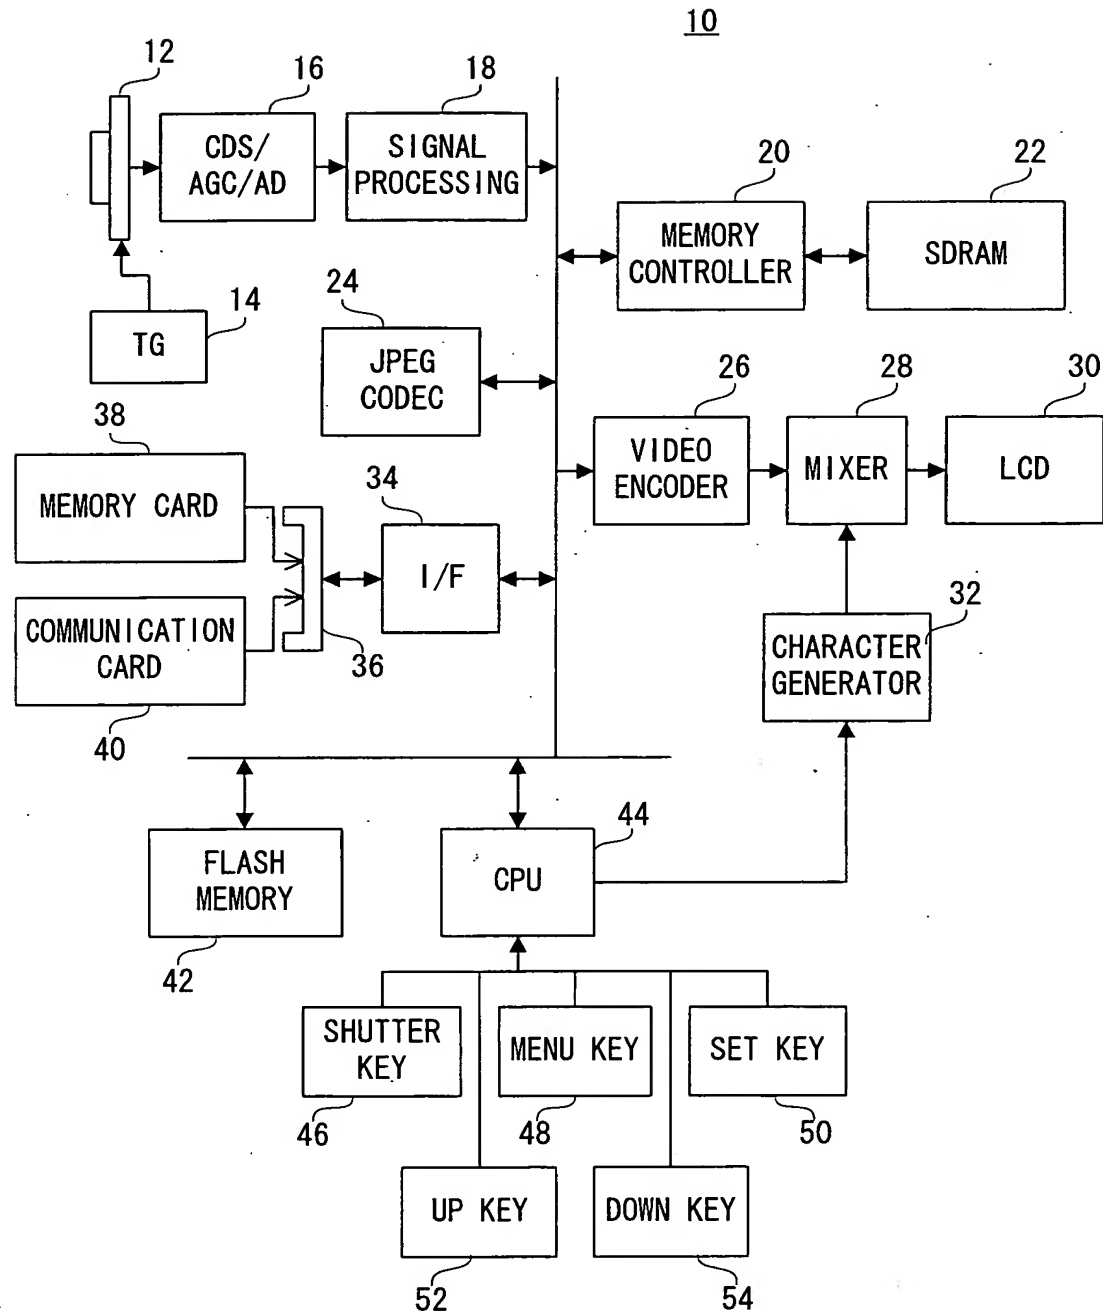 10
12
16
18
CDS/
AGC/AD
SIGNAL
PROCESSING
20
22
MEMORY
CONTROLLER
SDRAM
14
TG
24
JPEG
CODEC
26
28
30
VIDEO
ENCODER
MIXER
LCD
38
MEMORY CARD
34
I/F
36
COMMUNICATION
CARD
40
32
CHARACTER
GENERATOR
44
FLASH
MEMORY
42
CPU
SHUTTER
KEY
46
MENU KEY
48
SET KEY
50
UP KEY
52
DOWN KEY
54